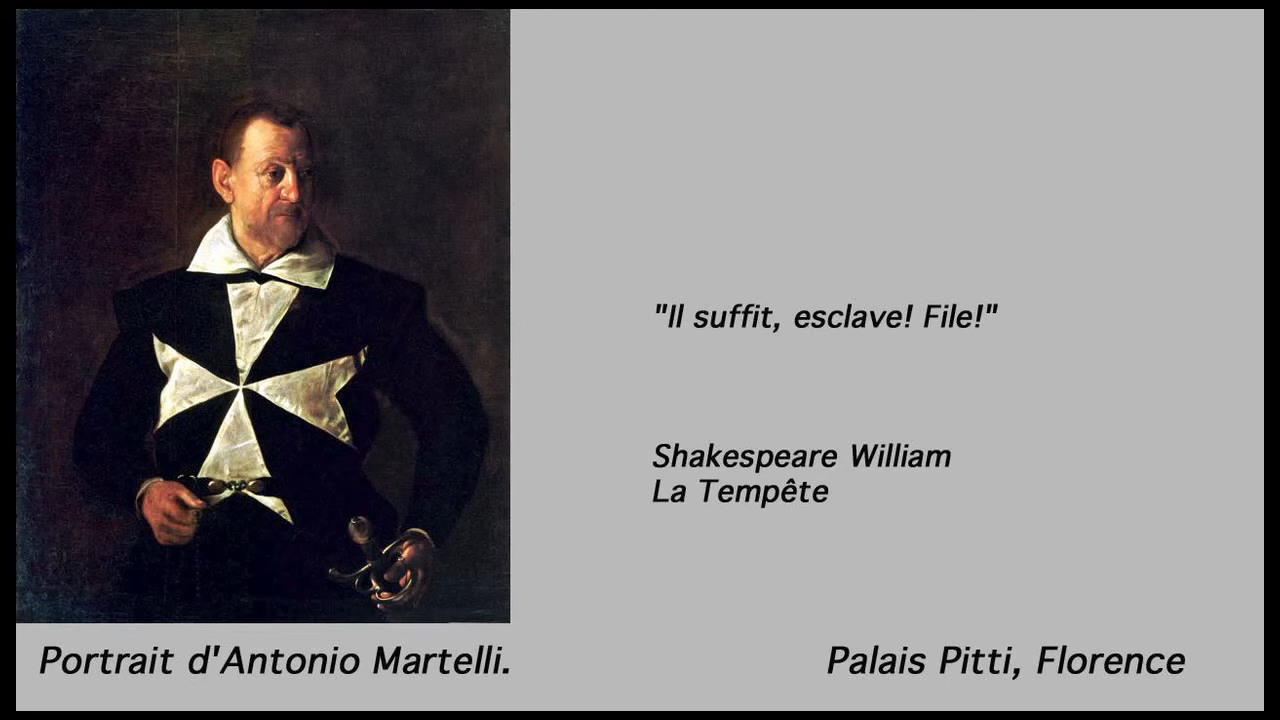 "Il suffit, esclave! File!"
Shakespeare William
La Tempête
Portrait d'Antonio Martelli.
Palais Pitti, Florence